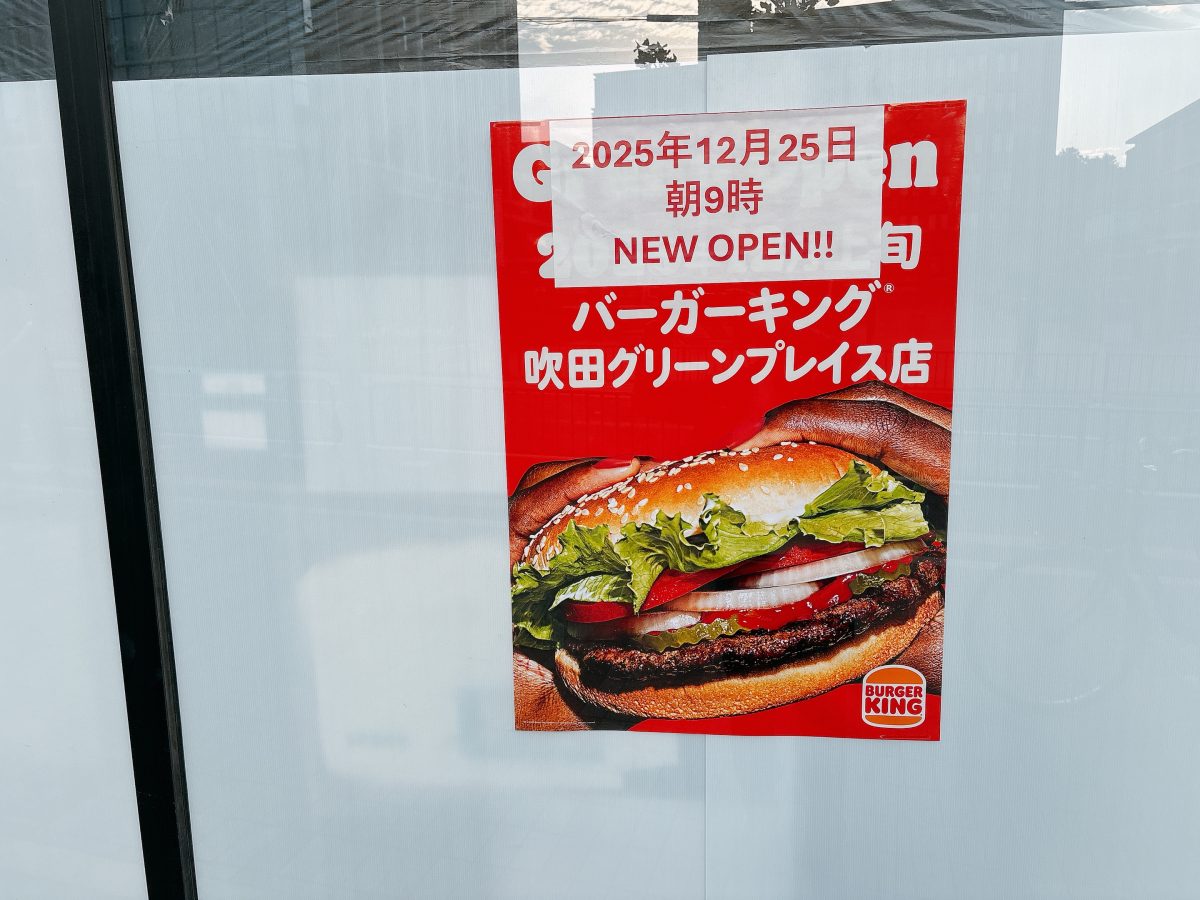 2025年12月25日
朝9時
NEW OPEN!!
旬
バーガーキング®
吹田グリーンプレイス店
BURGER
KING